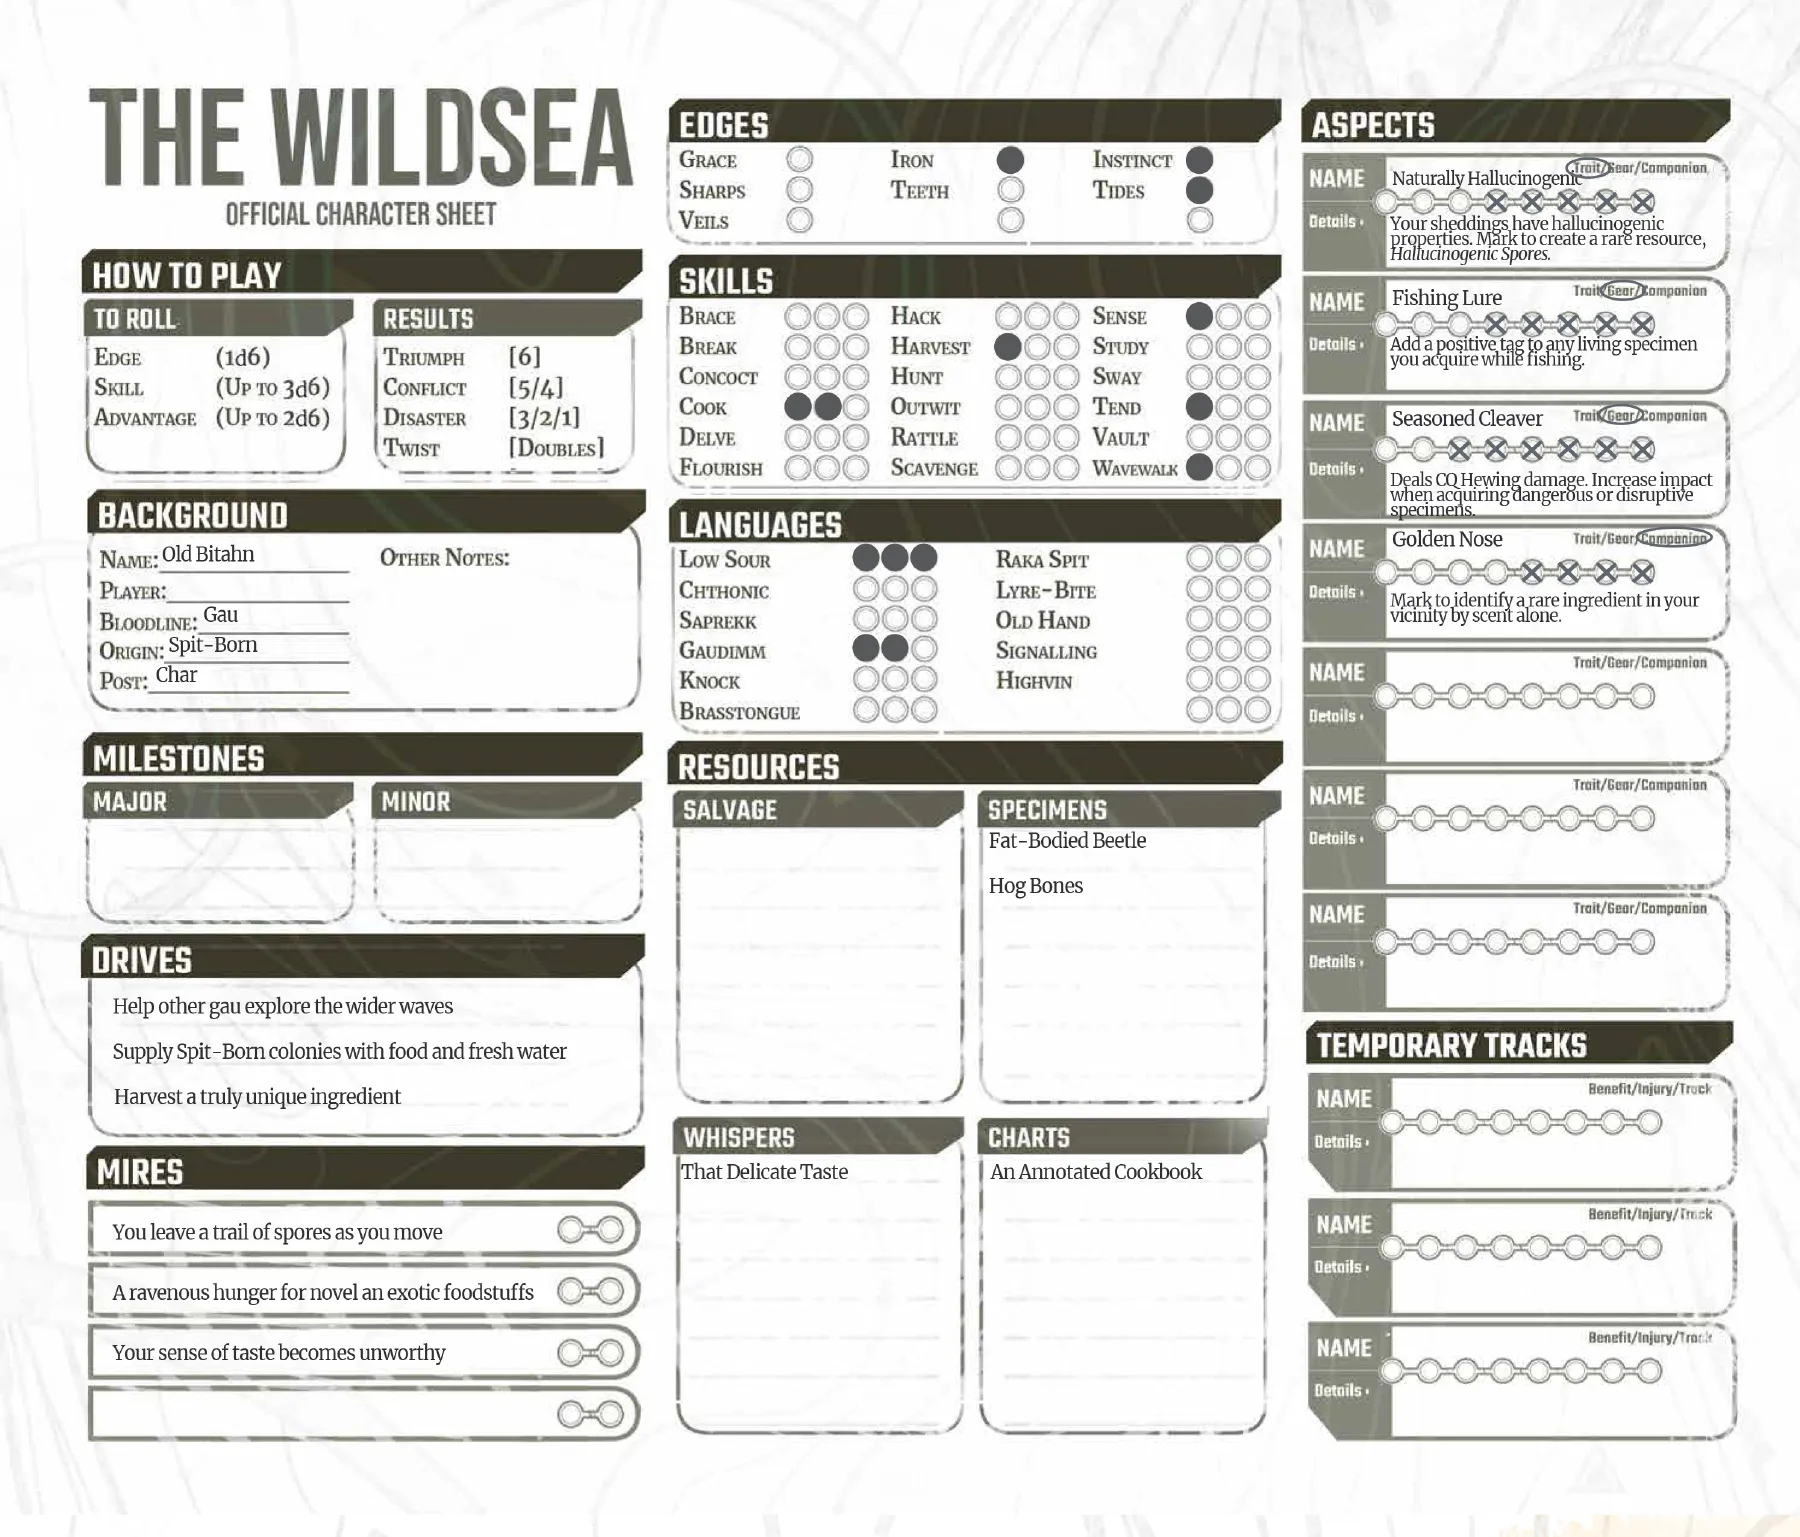 THE WILDSEA
OFFICIAL CHARACTER SHEET
HOW TO PLAY
TO ROLL
EDGE (1d6)
SKILL (UP TO 3d6)
ADVANTAGE (UP TO 2d6)
RESULTS
TRIUMPH [6]
CONFLICT [5/4]
DISASTER [3/2/1]
TWIST [DOUBLES]
BACKGROUND
NAME: Old Bitahn
PLAYER:
BLOODLINE: Gau
ORIGIN: Spit-Born
POST: Char
OTHER NOTES:
MILESTONES
MAJOR
MINOR
DRIVES
Help other gau explore the wider waves
Supply Spit-Born colonies with food and fresh water
Harvest a truly unique ingredient
MIRES
You leave a trail of spores as you move
A ravenous hunger for novel an exotic foodstuffs
Your sense of taste becomes unworthy
EDGES
GRACE IRON INSTINCT
SHARPS TEETH TIDES
VEILS
SKILLS
BRACE HACK SENSE
BREAK HARVEST STUDY
CONCOCT HUNT SWAY
COOK OUTWIT TEND
DELVE RATTLE VAULT
FLOURISH SCAVENGE WAVEWALK
LANGUAGES
LOW SOUR RAKA SPIT
CHTHONIC LYRE-BITE
SAPREKK OLD HAND
GAUDIMM SIGNALLING
KNOCK HIGHVIN
BRASSTONGUE
RESOURCES
SALVAGE
SPECIMENS
Fat-Bodied Beetle
Hog Bones
WHISPERS
That Delicate Taste
CHARTS
An Annotated Cookbook
ASPECTS
NAME Naturally Hallucinogenic Trait/Gear/Companion
Details
Your sheddings have hallucinogenic
properties. Mark to create a rare resource,
Hallucinogenic Spores.
NAME Fishing Lure Trait/Gear/Companion
Details
Add a positive tag to any living specimen
you acquire while fishing.
NAME Seasoned Cleaver Trait/Gear/Companion
Details
Deals CQ Hewing damage. Increase impact
when acquiring dangerous or disruptive
specimens.
NAME Golden Nose Trait/Gear/Companion
Details
Mark to identify a rare ingredient in your
vicinity by scent alone.
NAME Trait/Gear/Companion
Details
NAME Trait/Gear/Companion
Details
NAME Trait/Gear/Companion
Details
TEMPORARY TRACKS
NAME Benefit/Injury/Track
Details
NAME Benefit/Injury/Track
Details
NAME Benefit/Injury/Track
Details